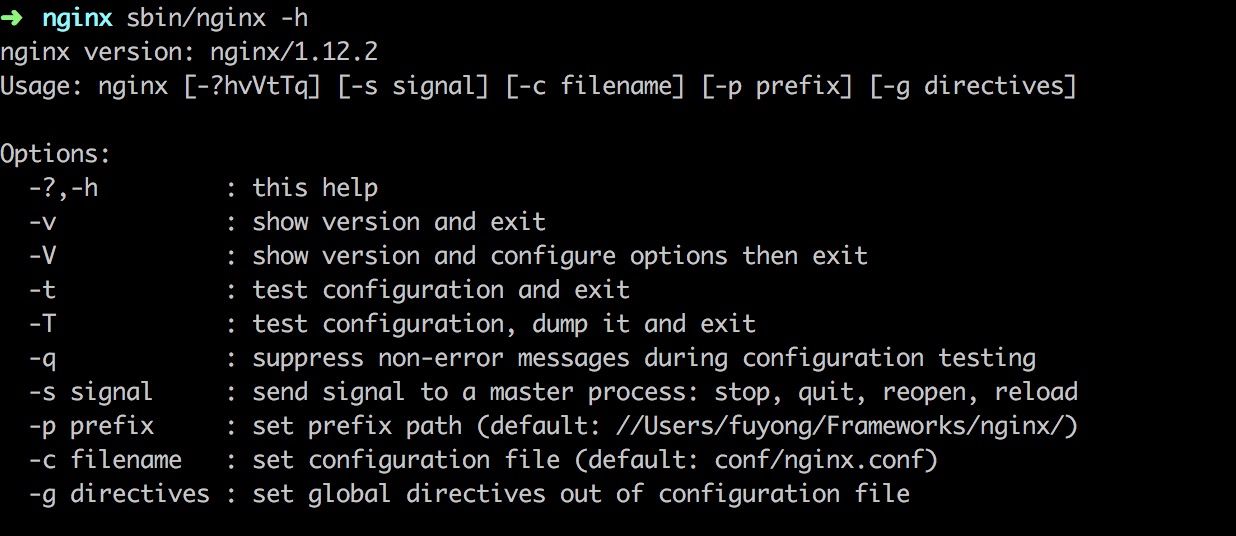 ➜ nginx sbin/nginx -h
nginx version: nginx/1.12.2
Usage: nginx [-?hvVtTq] [-s signal] [-c filename] [-p prefix] [-g directives]

Options:
  -?,-h         : this help
  -v            : show version and exit
  -V            : show version and configure options then exit
  -t            : test configuration and exit
  -T            : test configuration, dump it and exit
  -q            : suppress non-error messages during configuration testing
  -s signal     : send signal to a master process: stop, quit, reopen, reload
  -p prefix     : set prefix path (default: //Users/fuyong/Frameworks/nginx/)
  -c filename   : set configuration file (default: conf/nginx.conf)
  -g directives : set global directives out of configuration file